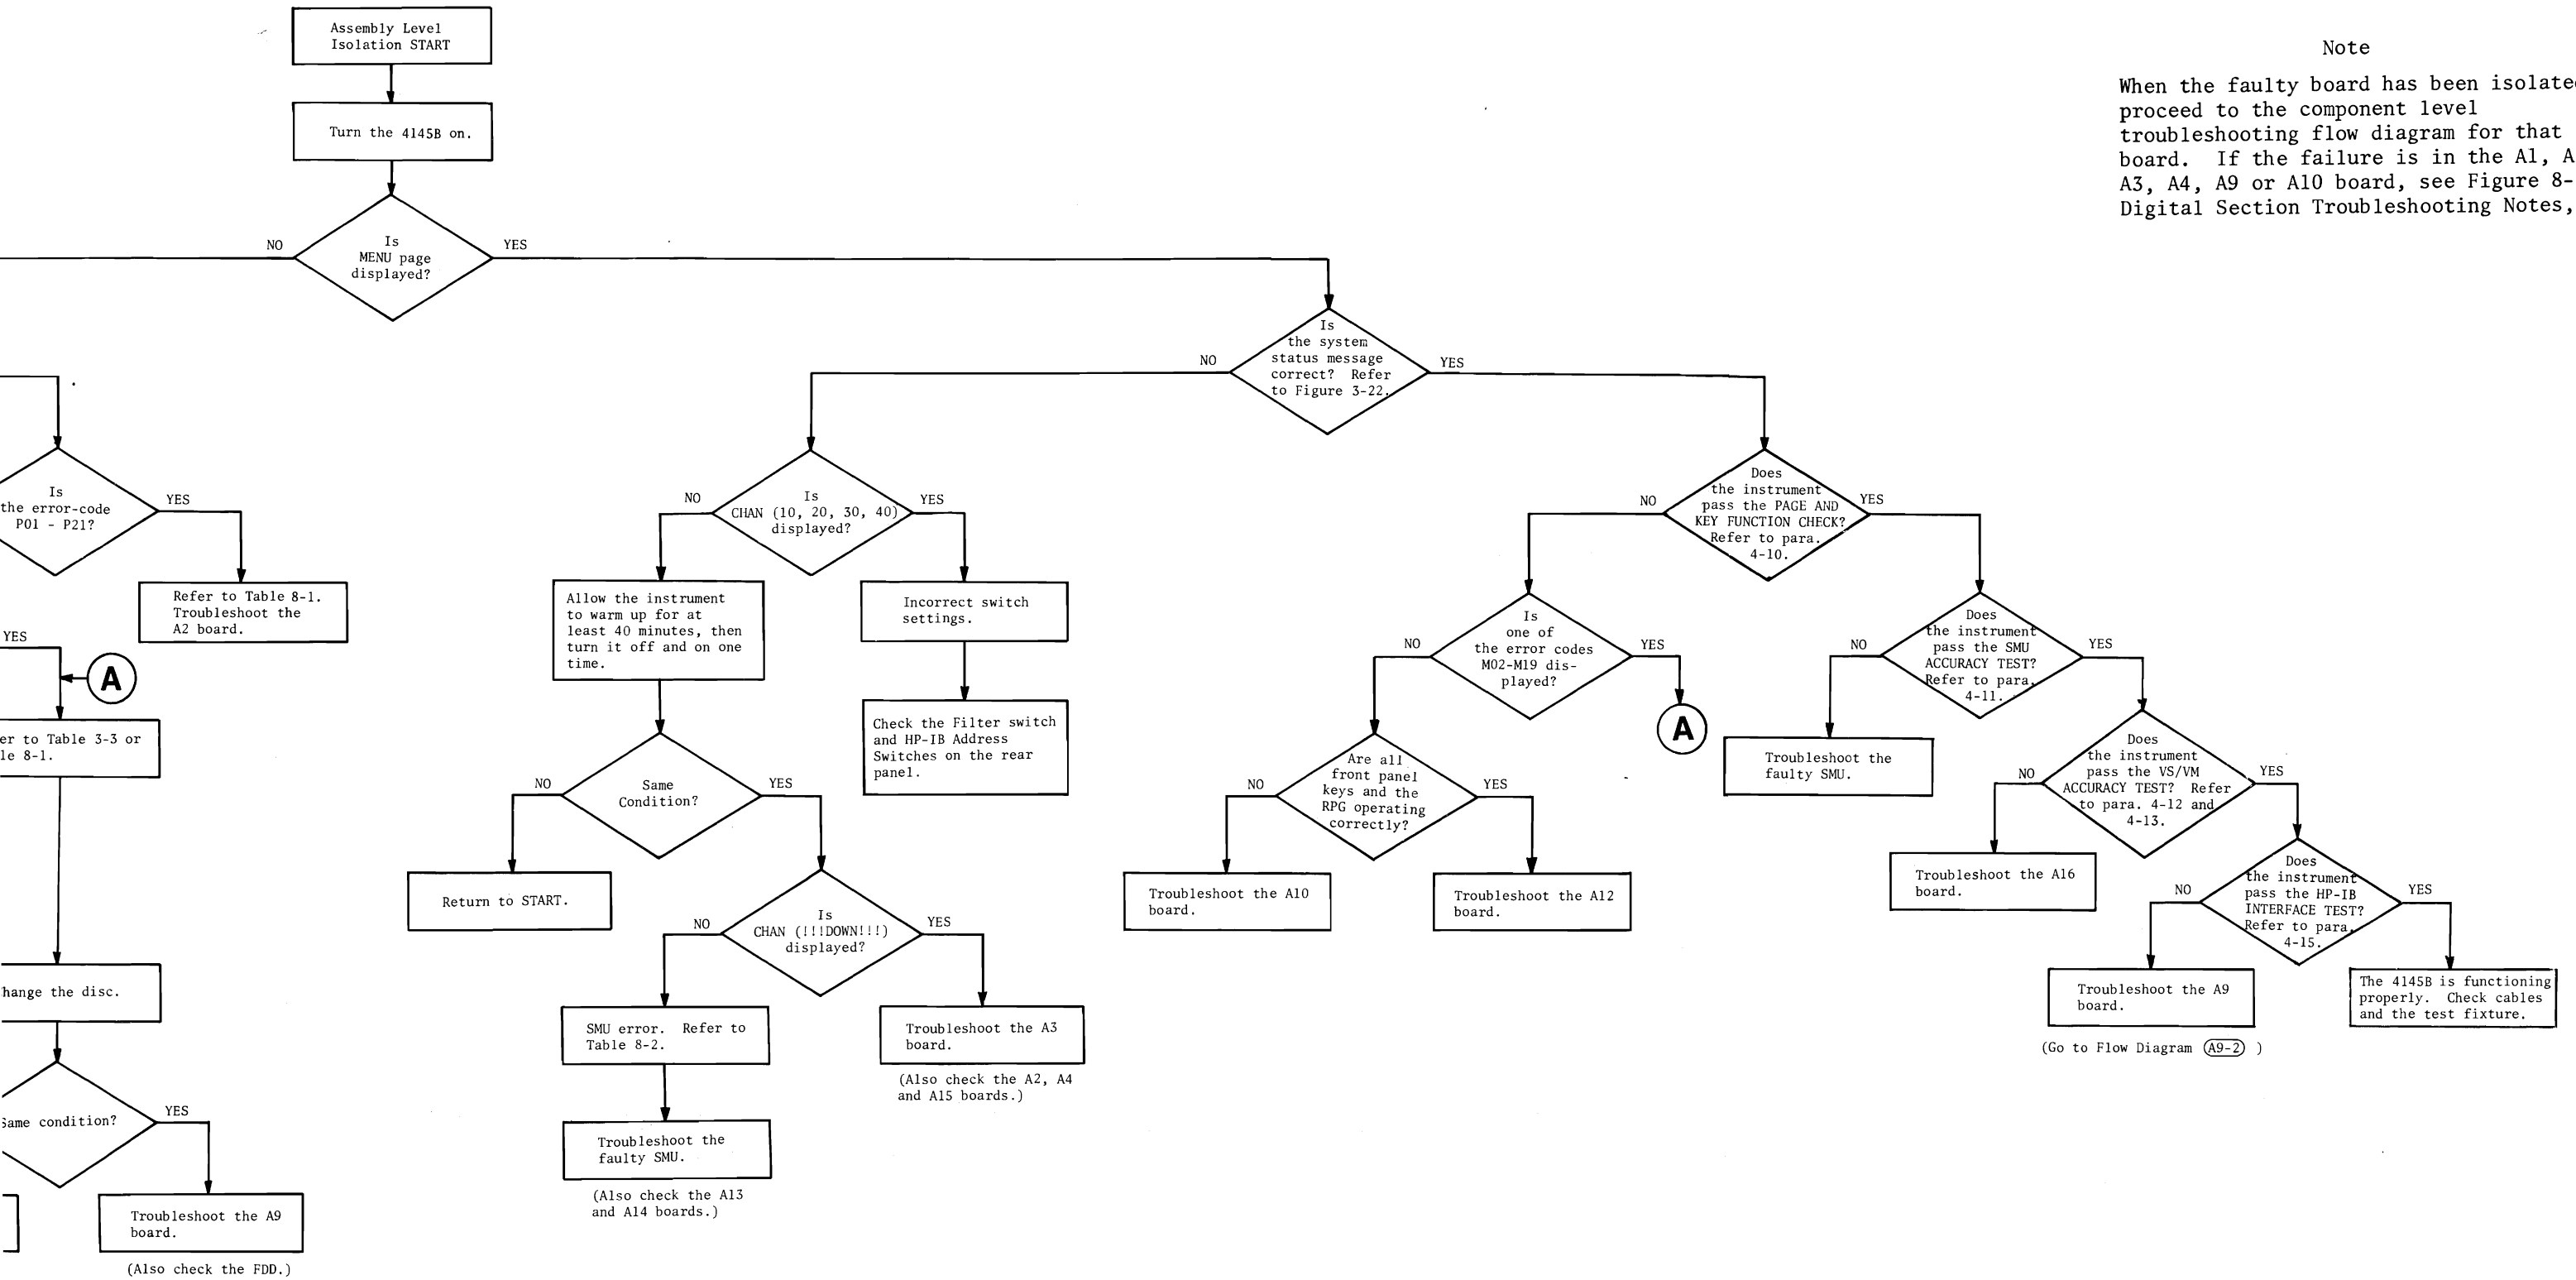 Assembly Level
Isolation START
Note
When the faulty board has been isolated
proceed to the component level
troubleshooting flow diagram for that
board. If the failure is in the A1, A
A3, A4, A9 or A10 board, see Figure 8-
Digital Section Troubleshooting Notes,
Turn the 4145B on.
Is
MENU page
displayed?
NO
YES
Is
the system
status message
correct? Refer
to Figure 3-22.
NO
YES
Is
the error-code
P01 - P21?
YES
Refer to Table 8-1.
Troubleshoot the
A2 board.
YES
A
er to Table 3-3 or
le 8-1.
hange the disc.
Same condition?
YES
Troubleshoot the A9
board.
(Also check the FDD.)
Is
CHAN (10, 20, 30, 40)
displayed?
NO
YES
Allow the instrument
to warm up for at
least 40 minutes, then
turn it off and on one
time.
Incorrect switch
settings.
Check the Filter switch
and HP-IB Address
Switches on the rear
panel.
Same
Condition?
NO
YES
Return to START.
Is
CHAN (!!!DOWN!!!)
displayed?
NO
YES
SMU error. Refer to
Table 8-2.
Troubleshoot the A3
board.
(Also check the A2, A4
and A15 boards.)
Troubleshoot the
faulty SMU.
(Also check the A13
and A14 boards.)
Does
the instrument
pass the PAGE AND
KEY FUNCTION CHECK?
Refer to para.
4-10.
NO
YES
Is
one of
the error codes
M02-M19 dis-
played?
NO
YES
A
Are all
front panel
keys and the
RPG operating
correctly?
NO
YES
Troubleshoot the A10
board.
Troubleshoot the A12
board.
Does
the instrument
pass the SMU
ACCURACY TEST?
Refer to para.
4-11.
NO
YES
Troubleshoot the
faulty SMU.
Does
the instrument
pass the VS/VM
ACCURACY TEST? Refer
to para. 4-12 and
4-13.
NO
YES
Troubleshoot the A16
board.
Does
the instrument
pass the HP-IB
INTERFACE TEST?
Refer to para.
4-15.
NO
YES
Troubleshoot the A9
board.
(Go to Flow Diagram A9-2 )
The 4145B is functioning
properly. Check cables
and the test fixture.